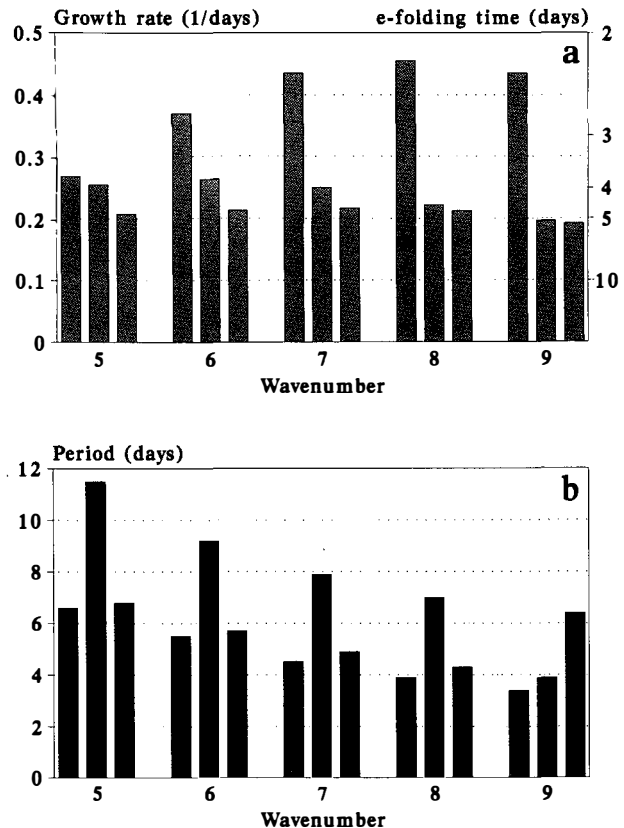 Growth rate (1/days) e-folding time (days)
a
0.5 2
0.4
3
0.3
4
0.2 5
0.1 10
0
5 6 7 8 9
Wavenumber
Period (days)
12
b
10
8
6
4
2
0
5 6 7 8 9
Wavenumber